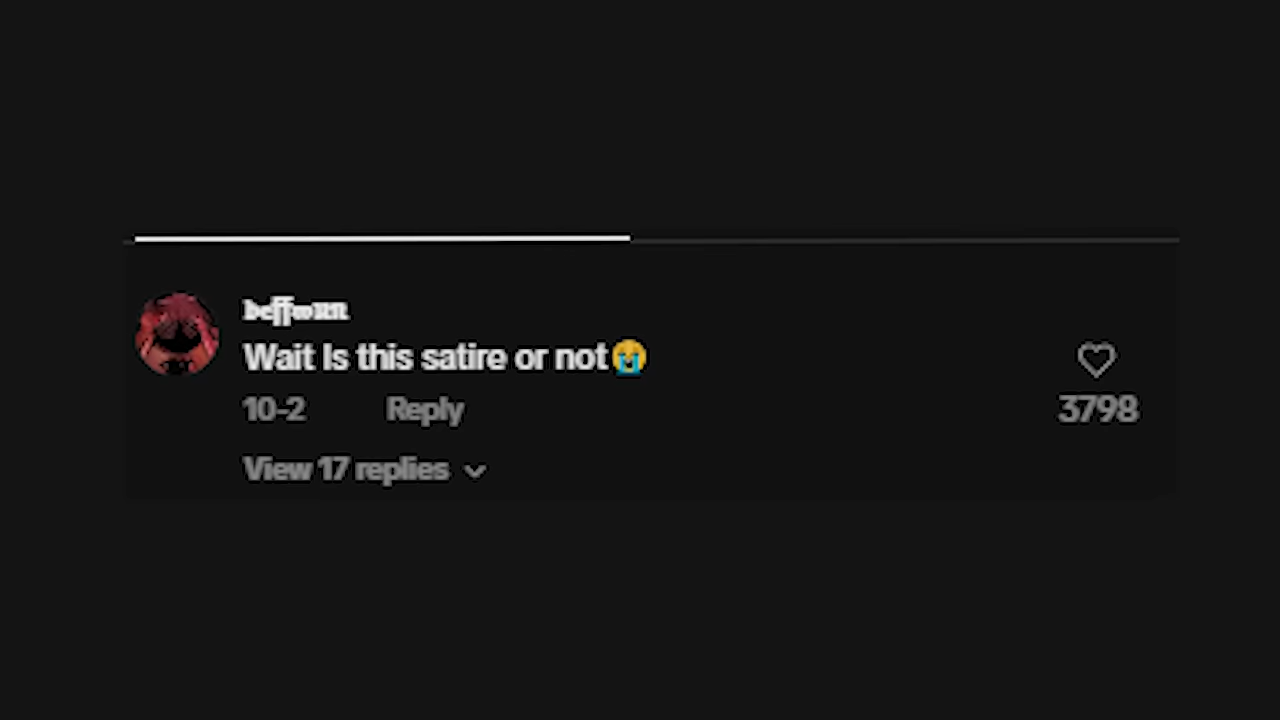 Wait Is this satire or not😭
10-2 Reply
3798
View 17 replies